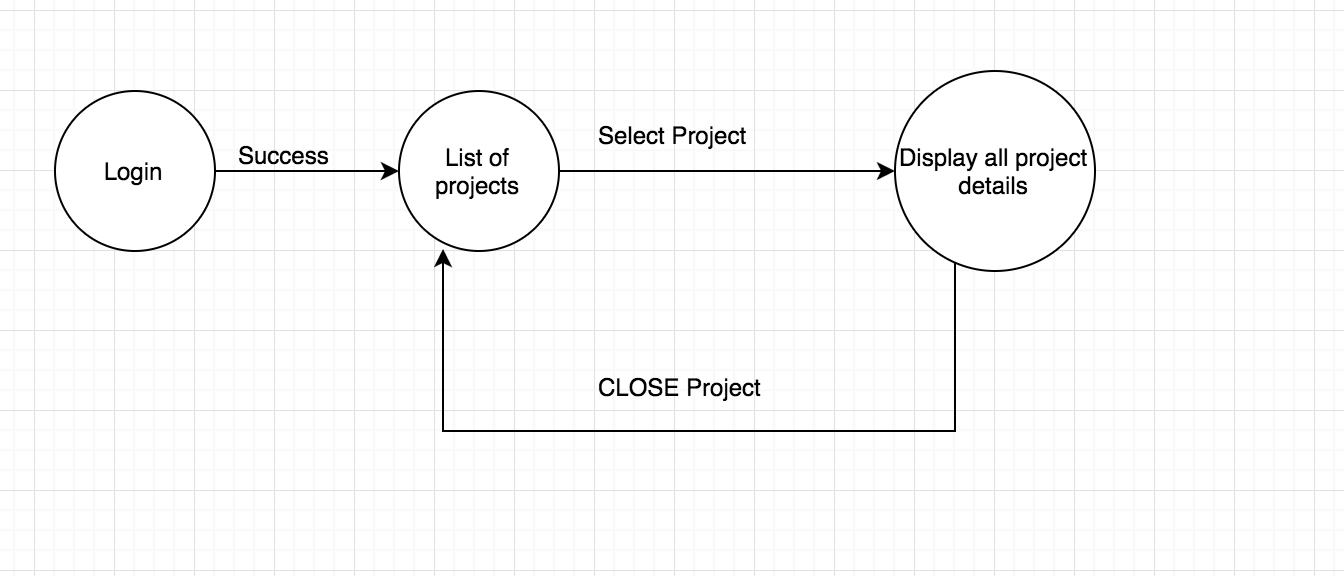 Login
Success
List of
projects
Select Project
Display all project
details
CLOSE Project